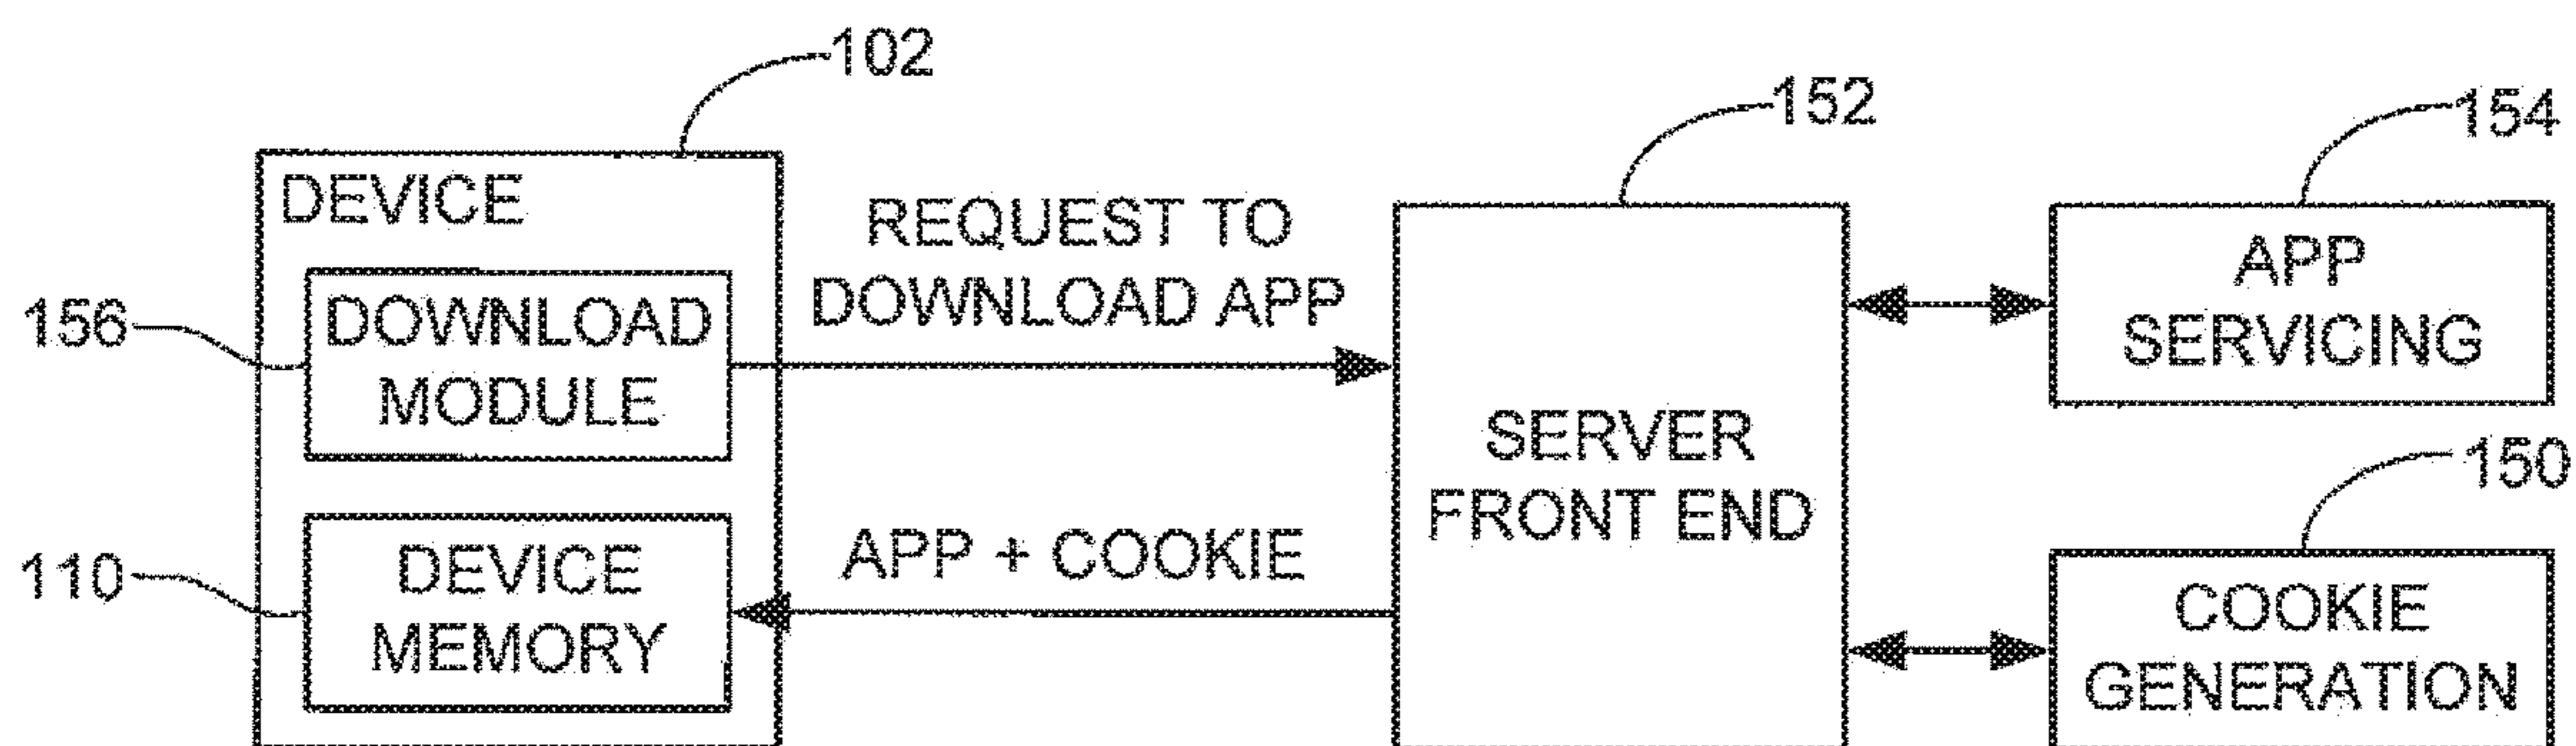 102
152
154
DEVICE
REQUEST TO
DOWNLOAD APP
156
DOWNLOAD
MODULE
APP
SERVICING
SERVER
FRONT END
150
110
DEVICE
MEMORY
APP + COOKIE
COOKIE
GENERATION